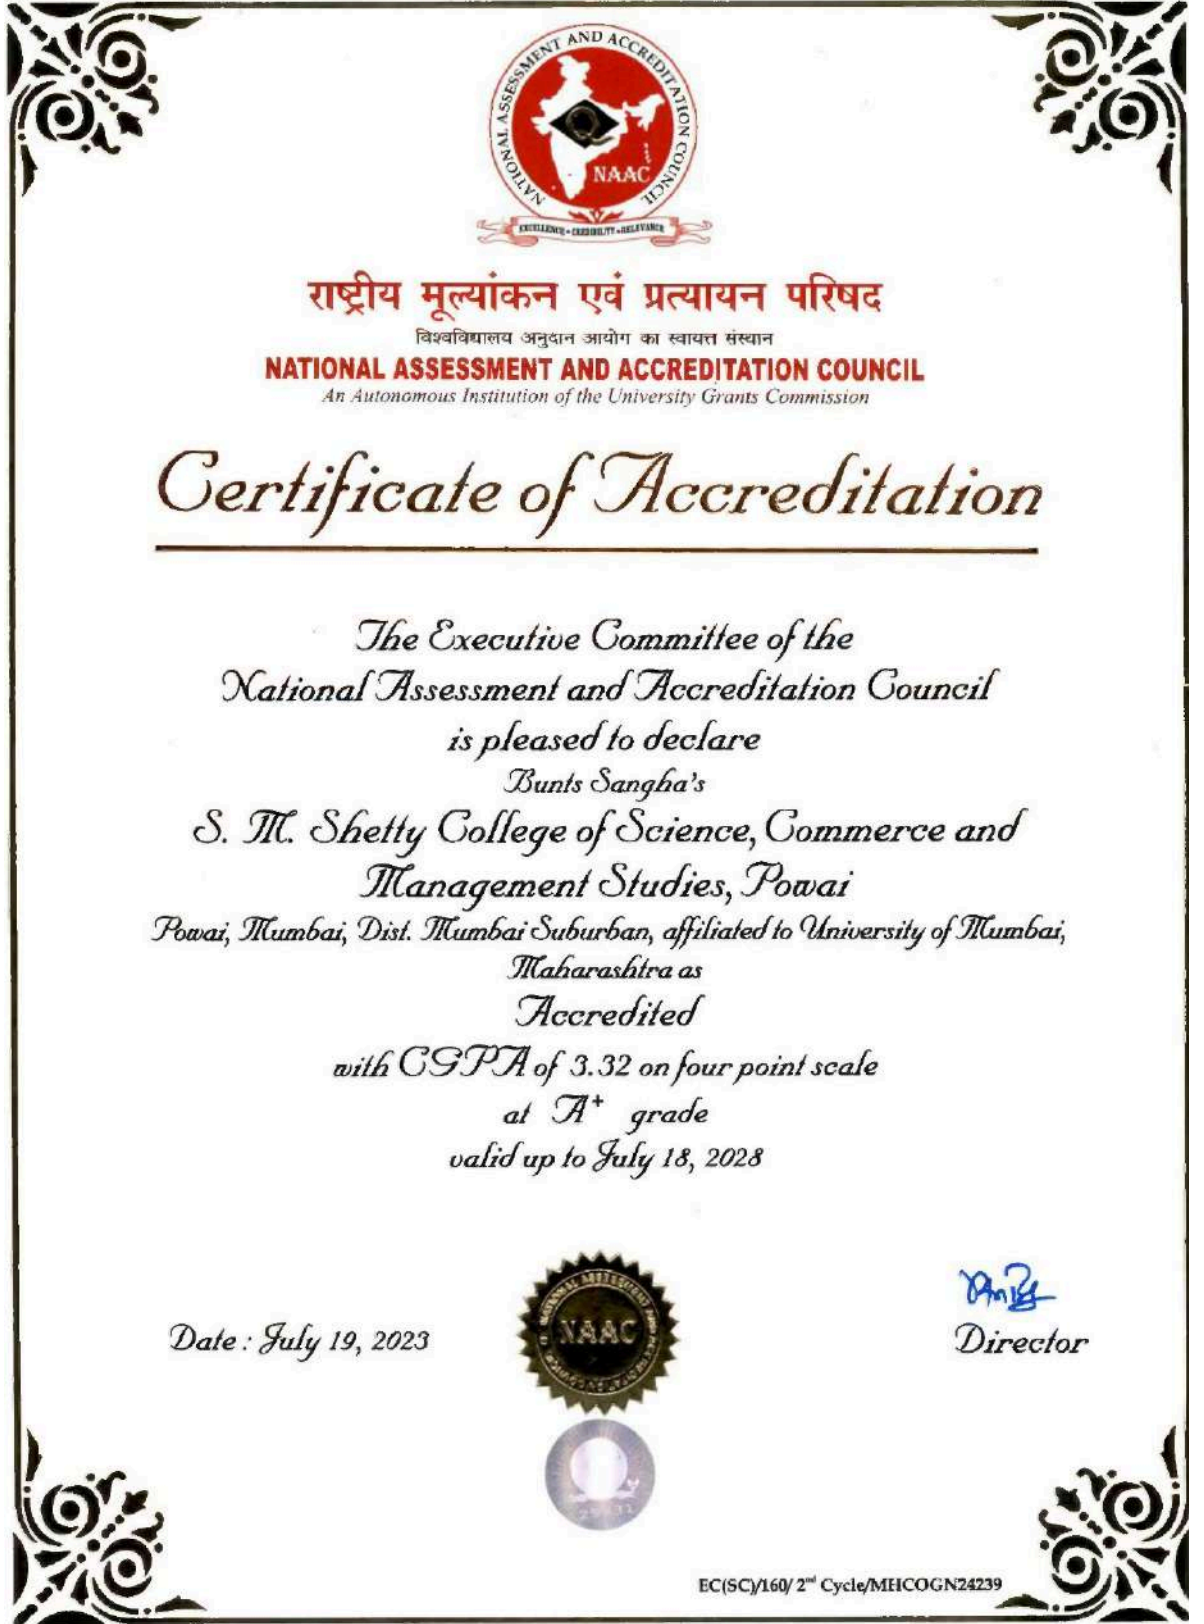 NATIONAL ASSESSMENT AND ACCREDITATION COUNCIL
NAAC
EXCELLENCE • CREDIBILITY • RELEVANCE
राष्ट्रीय मूल्यांकन एवं प्रत्यायन परिषद
विश्वविद्यालय अनुदान आयोग का स्वायत्त संस्थान
NATIONAL ASSESSMENT AND ACCREDITATION COUNCIL
An Autonomous Institution of the University Grants Commission
Certificate of Accreditation
The Executive Committee of the
National Assessment and Accreditation Council
is pleased to declare
Bunts Sangha's
S. M. Shetty College of Science, Commerce and
Management Studies, Powai
Powai, Mumbai, Dist. Mumbai Suburban, affiliated to University of Mumbai,
Maharashtra as
Accredited
with CGPA of 3.32 on four point scale
at A+ grade
valid up to July 18, 2028
Date : July 19, 2023
NAAC
Director
EC(SC)/160/ 2nd Cycle/MHCOGN24239